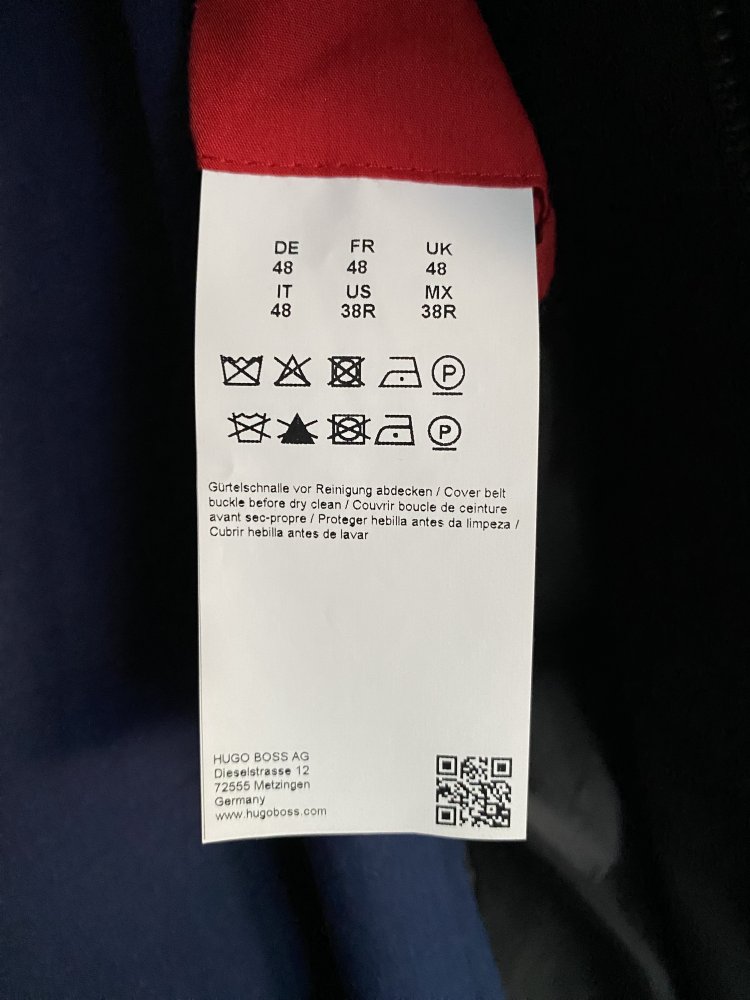 DE FR UK
48 48 48
IT US MX
48 38R 38R
P
P
Gürtelschnalle vor Reinigung abdecken / Cover belt
buckle before dry clean / Couvrir boucle de ceinture
avant sec-propre / Proteger hebilla antes da limpeza /
Cubrir hebilla antes de lavar
HUGO BOSS AG
Dieselstrasse 12
72555 Metzingen
Germany
www.hugoboss.com